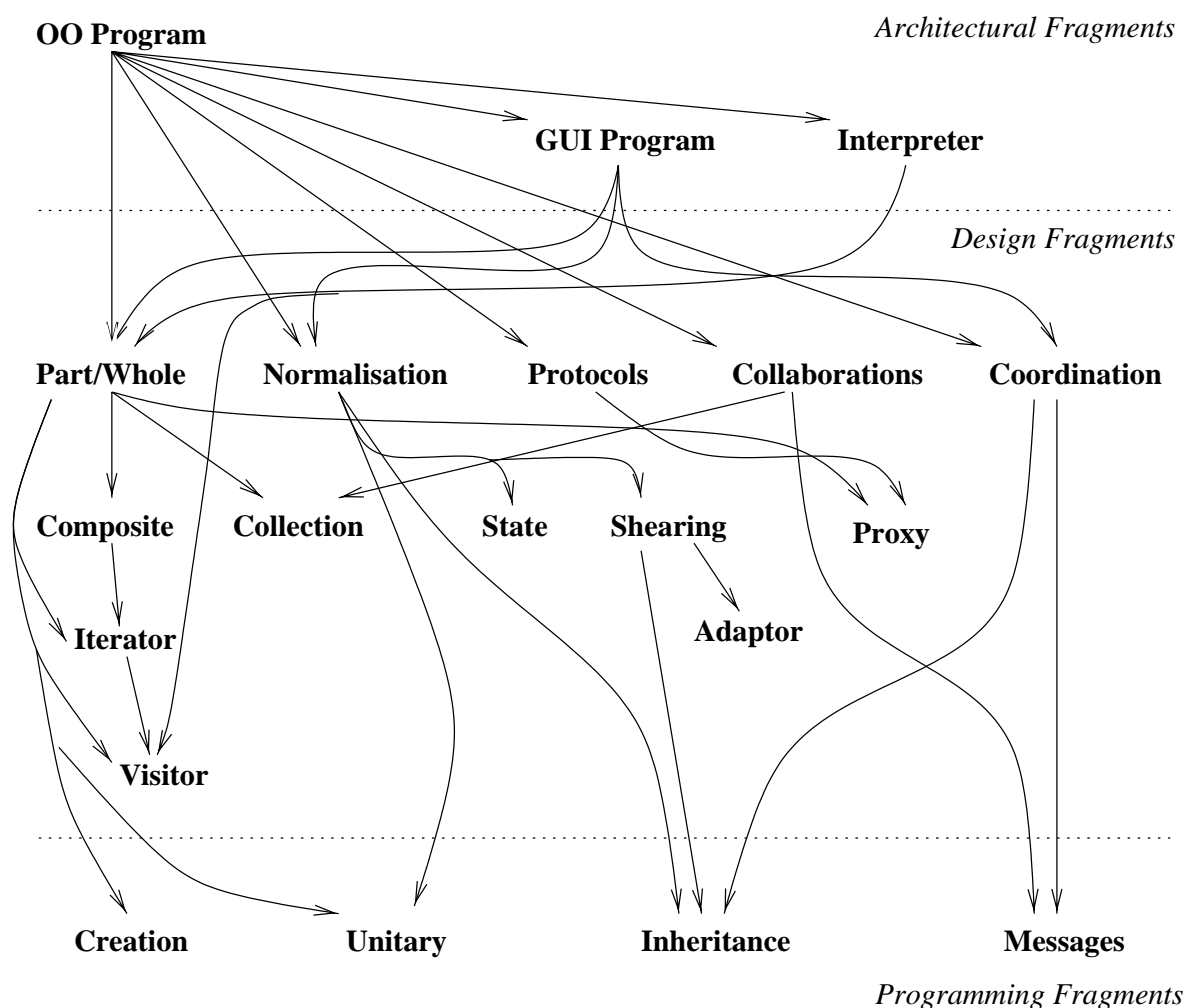 OO Program
Architectural Fragments
GUI Program
Interpreter
Design Fragments
Part/Whole
Normalisation
Protocols
Collaborations
Coordination
Composite
Collection
State
Shearing
Proxy
Iterator
Adaptor
Visitor
Creation
Unitary
Inheritance
Messages
Programming Fragments